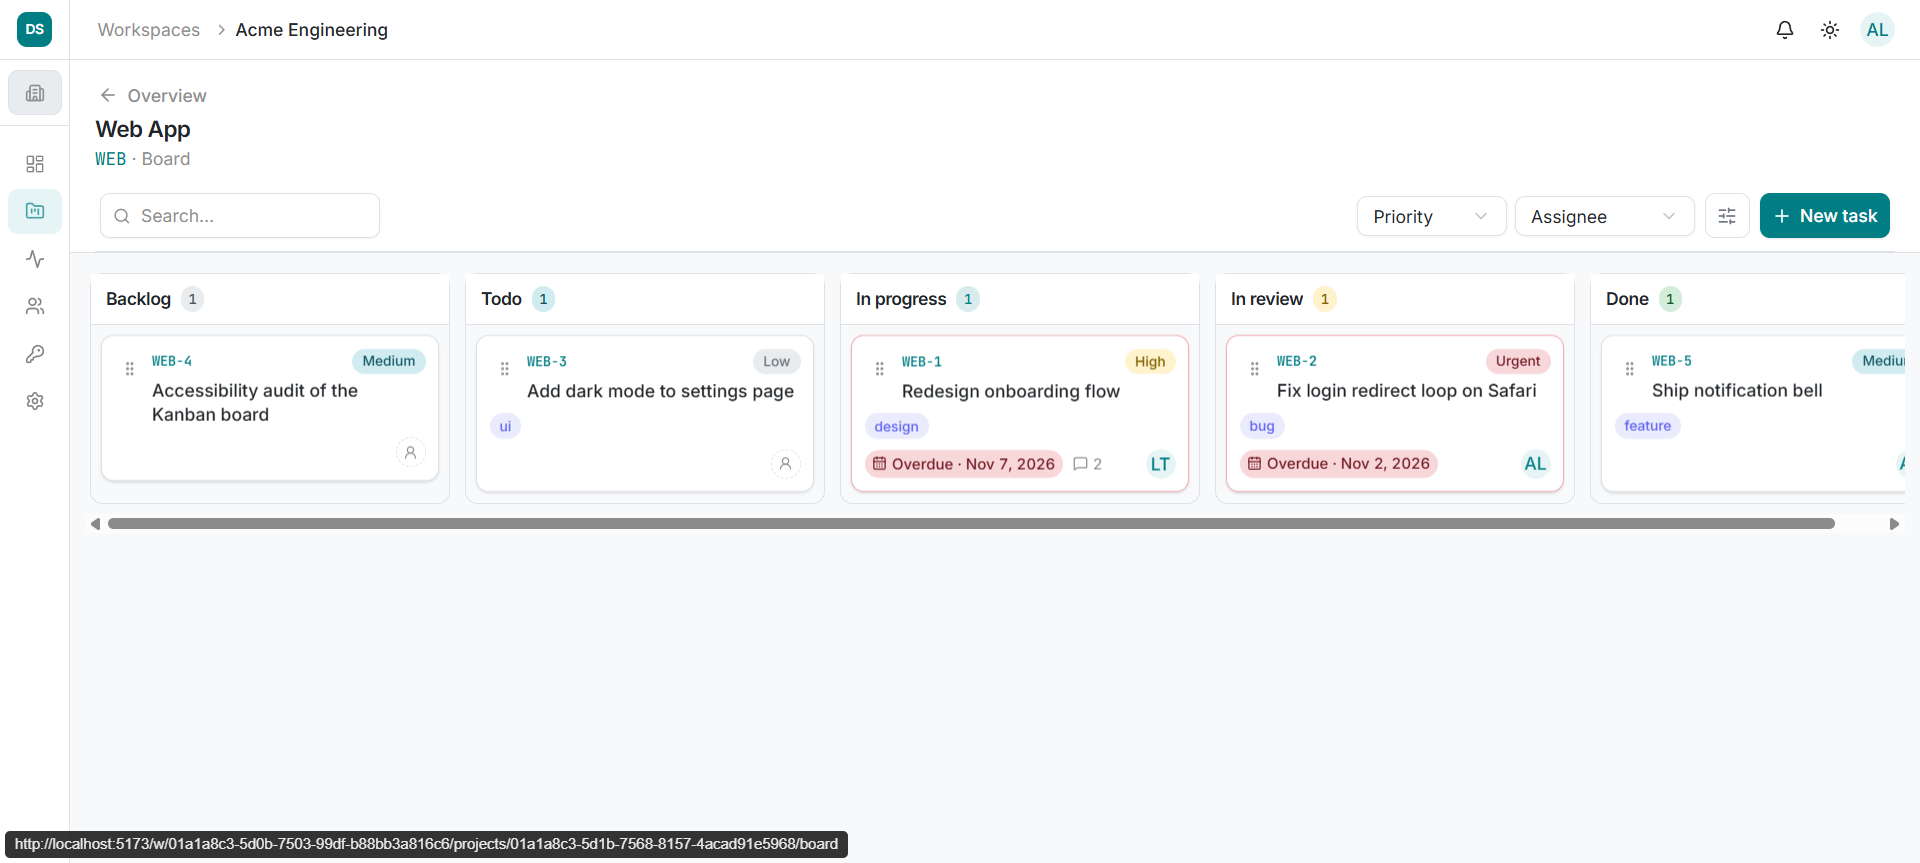 DS
Workspaces > Acme Engineering
AL
Overview
Web App
WEB · Board
Search...
Priority
Assignee
+ New task
Backlog 1
WEB-4
Medium
Accessibility audit of the
Kanban board
Todo 1
WEB-3
Low
Add dark mode to settings page
ui
In progress 1
WEB-1
High
Redesign onboarding flow
design
Overdue · Nov 7, 2026
2
LT
In review 1
WEB-2
Urgent
Fix login redirect loop on Safari
bug
Overdue · Nov 2, 2026
AL
Done 1
WEB-5
Ship notification bell
feature
http://localhost:5173/w/01a1a8c3-5d0b-7503-99df-b88bb3a816c6/projects/01a1a8c3-5d1b-7568-8157-4acad91e5968/board